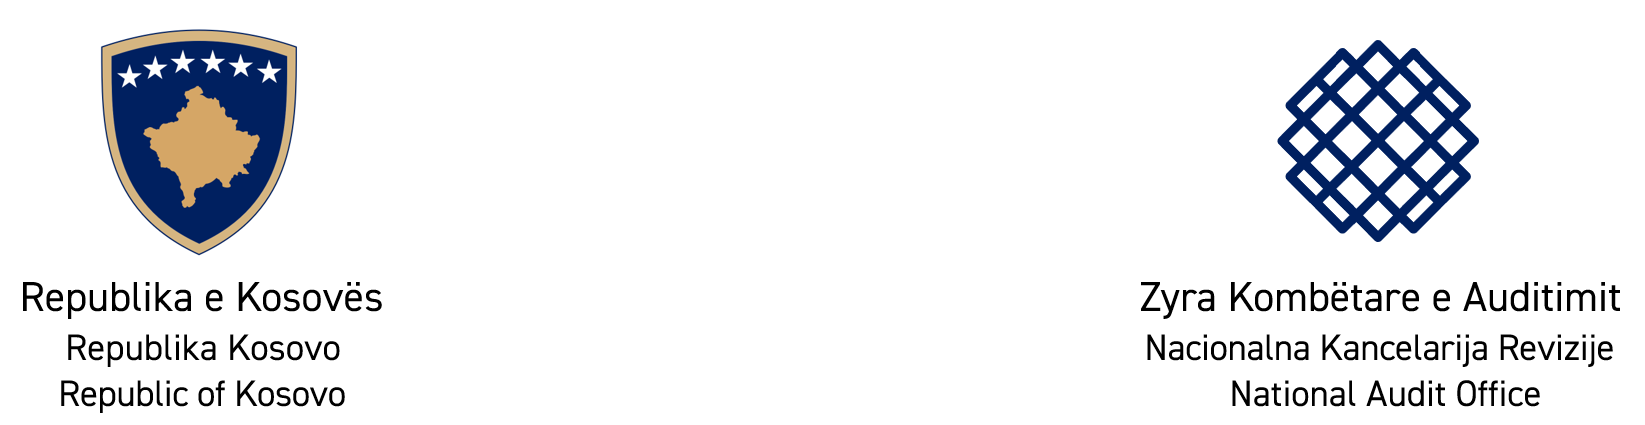 Republika e Kosovës
Republika Kosovo
Republic of Kosovo
Zyra Kombëtare e Auditimit
Nacionalna Kancelarija Revizije
National Audit Office